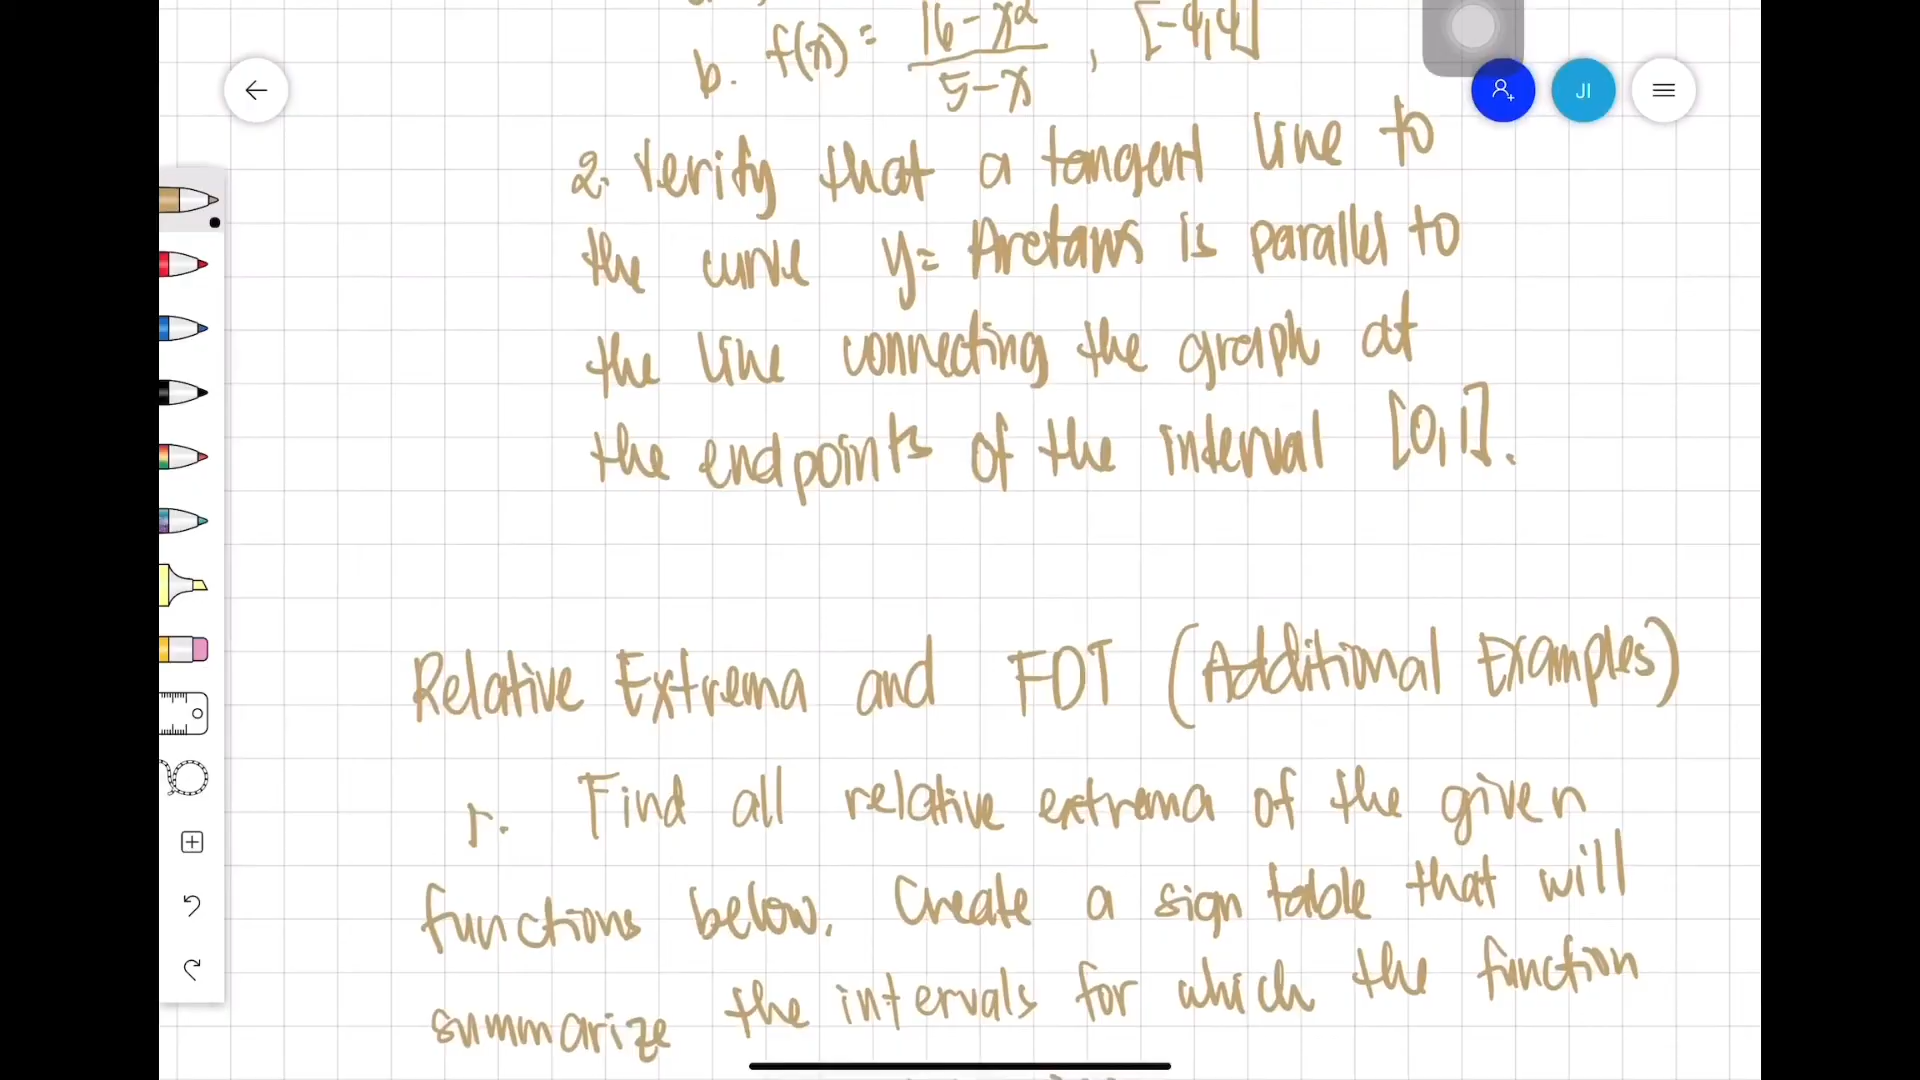 b. f(x) = 16-x² / 5-x , [-4,4]
JI
2. Verify that a tangent line to
the curve y= Arctanx is parallel to
the line connecting the graph at
the endpoints of the interval [0,1].
Relative Extrema and FDT (Additional Examples)
1. Find all relative extrema of the given
functions below. Create a sign table that will
summarize the intervals for which the function